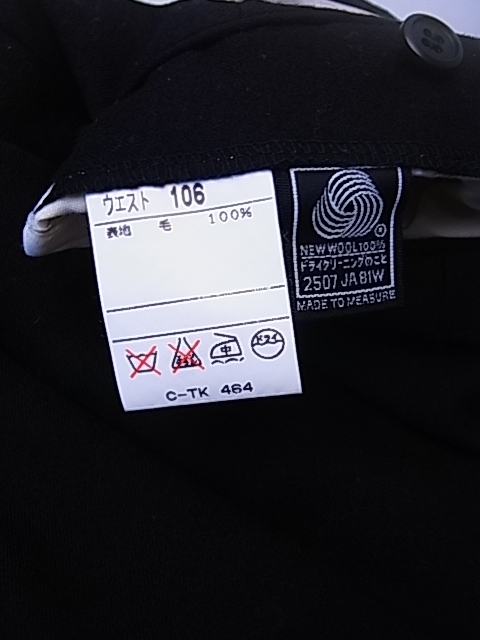 ウエスト 106
表地 毛 100%
中
ドライ
C-TK 464
®
NEW WOOL 100%
ドライクリーニングのこと
2507 JA 81W
MADE TO MEASURE